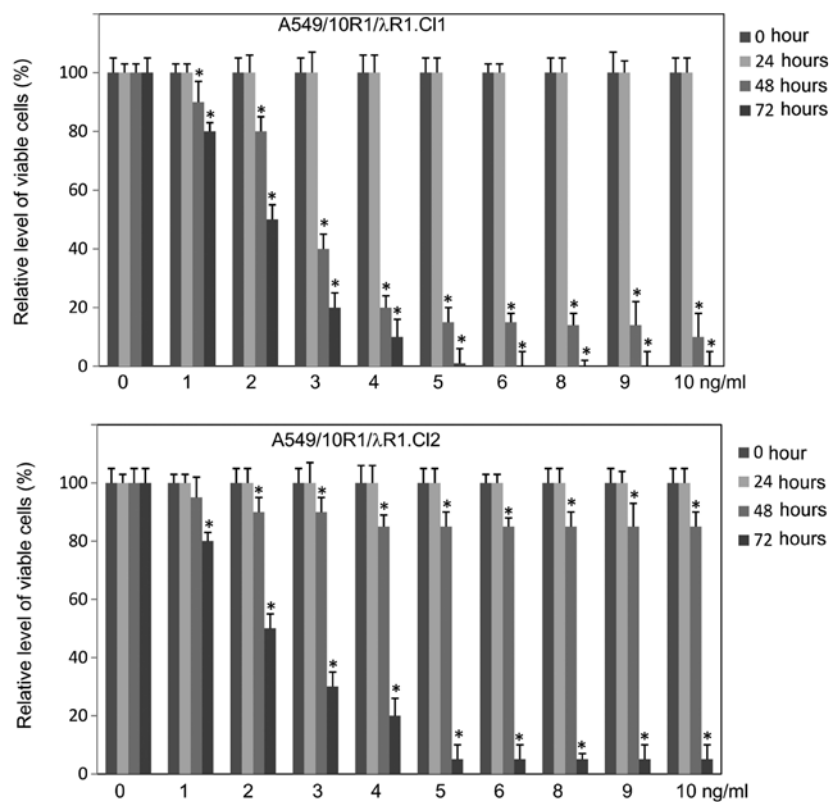 A549/10R1/λR1.Cl1
Relative level of viable cells (%)
100
80
60
40
20
0
* * * * * * * * * * * * * * * * * *
0 1 2 3 4 5 6 8 9 10 ng/ml
0 hour
24 hours
48 hours
72 hours
A549/10R1/λR1.Cl2
Relative level of viable cells (%)
100
80
60
40
20
0
* * * * * * * * * * * * * * * * *
0 1 2 3 4 5 6 8 9 10 ng/ml
0 hour
24 hours
48 hours
72 hours